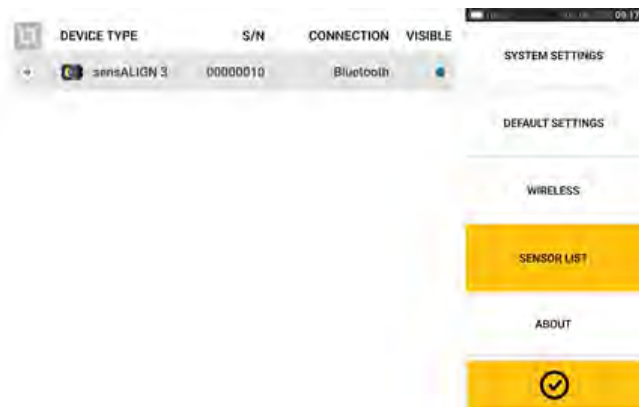 DEVICE TYPE S/N CONNECTION VISIBLE
sensALIGN 3 00000010 Bluetooth
09:17
SYSTEM SETTINGS
DEFAULT SETTINGS
WIRELESS
SENSOR LIST
ABOUT